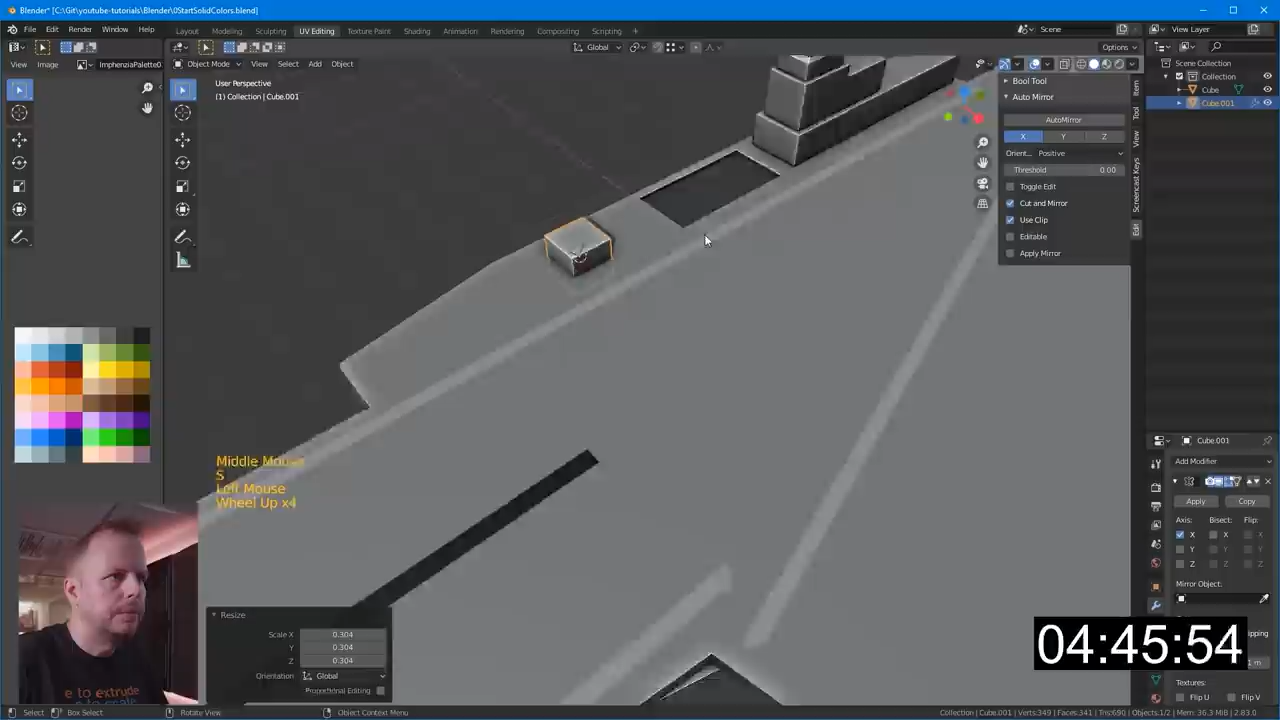 Blender* [C:\Git\youtube-tutorials\Blender\0StartSolidColors.blend]
File Edit Render Window Help
Layout Modeling Sculpting UV Editing Texture Paint Shading Animation Rendering Compositing Scripting
Scene View Layer
Global Options
View Image ImphenziaPalette0
Object Mode View Select Add Object
User Perspective
(1) Collection | Cube.001
Bool Tool
Auto Mirror
AutoMirror
X Y Z
Orient... Positive
Threshold 0.00
Toggle Edit
Cut and Mirror
Use Clip
Editable
Apply Mirror
Item
Tool
View
Screencast Keys
Edit
Scene Collection
Collection
Cube
Cube.001
Middle Mouse
S
Left Mouse
Wheel Up x4
Resize
Scale X 0.304
Y 0.304
Z 0.304
Orientation Global
Proportional Editing
Cube.001
Add Modifier
Apply Copy
Axis: Bisect: Flip:
X X X
Y Y Y
Z Z Z
Mirror Object:
Textures:
Flip U Flip V
04:45:54
e to extrude
Select Box Select Rotate View Object Context Menu
Collection | Cube.001 | Verts:349 | Faces:341 | Tris:690 | Objects:1/2 | Mem: 36.3 MiB | 2.83.0